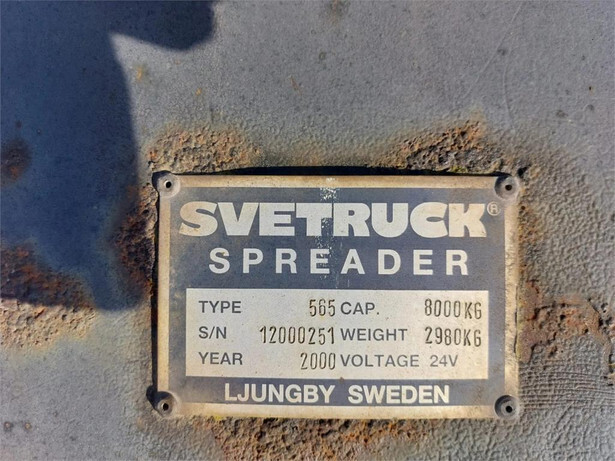 SVETRUCK®
SPREADER
TYPE 565 CAP. 8000KG
S/N 12000251 WEIGHT 2980KG
YEAR 2000 VOLTAGE 24V
LJUNGBY SWEDEN